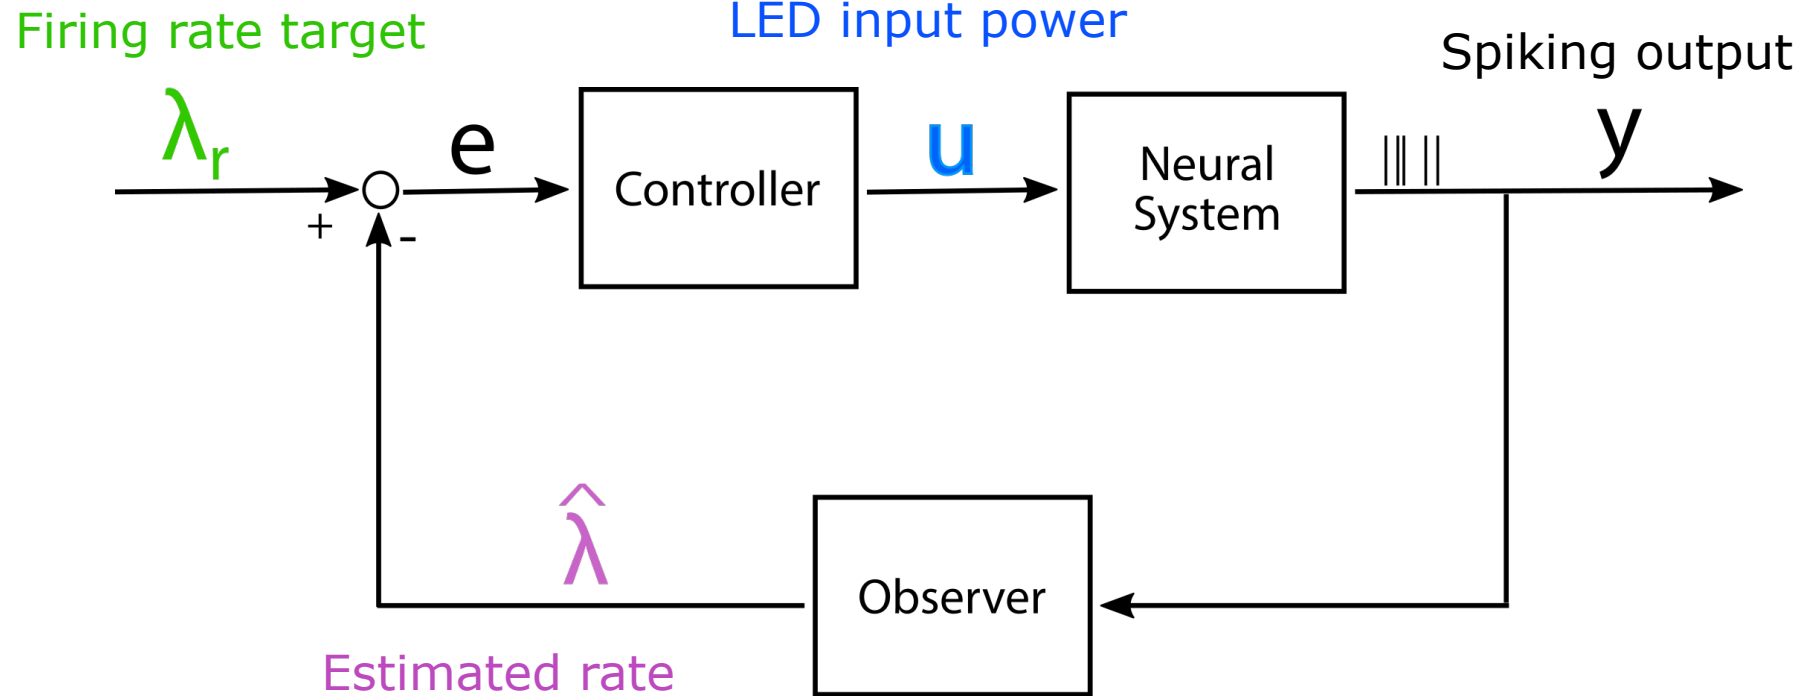 Firing rate target
LED input power
Spiking output
λr
e
Controller
u
Neural
System
y
+
-
λ̂
Observer
Estimated rate